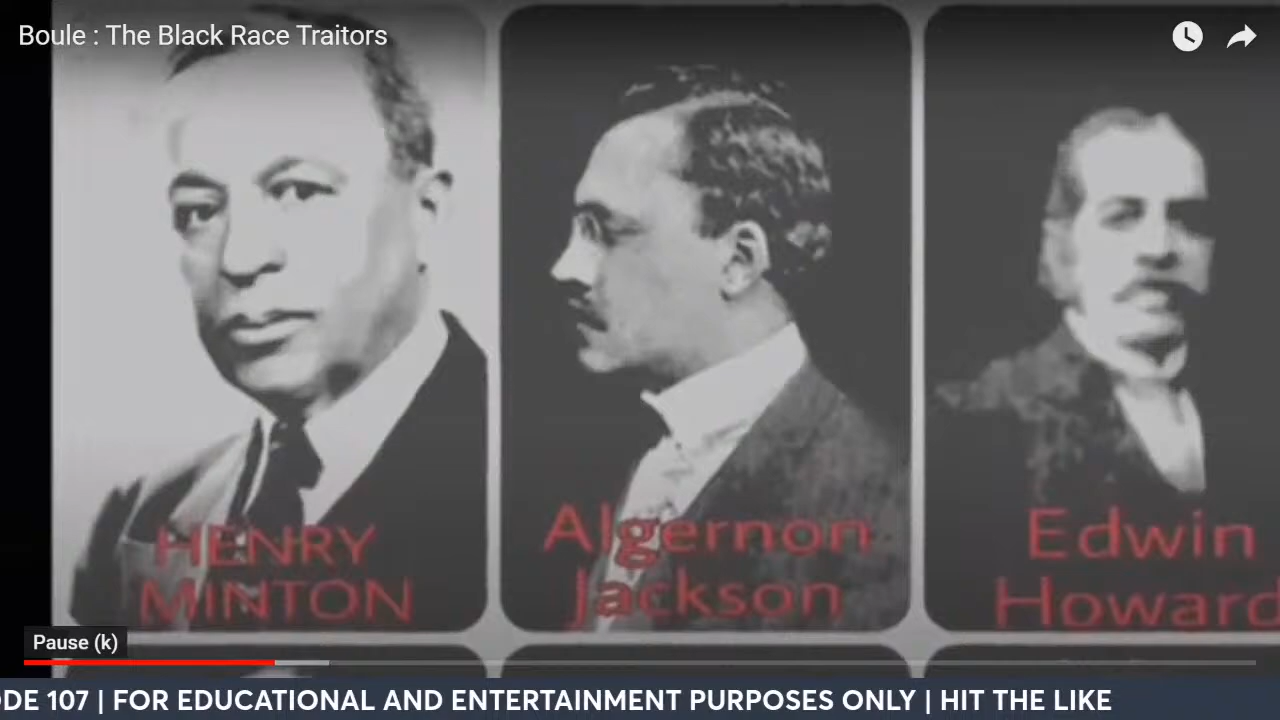 Boule : The Black Race Traitors
HENRY
MINTON
Algernon
Jackson
Edwin
Howard
Pause (k)
DE 107 | FOR EDUCATIONAL AND ENTERTAINMENT PURPOSES ONLY | HIT THE LIKE